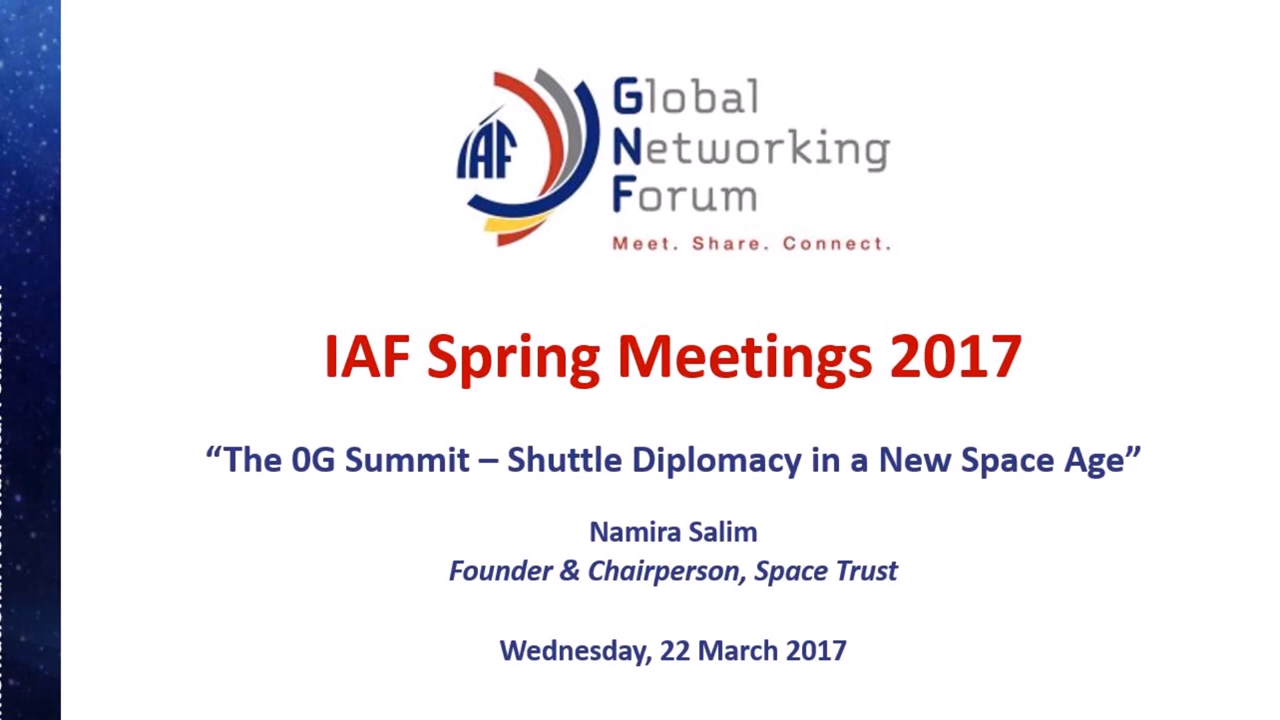 IAF
Global
Networking
Forum
Meet. Share. Connect.
IAF Spring Meetings 2017
“The 0G Summit – Shuttle Diplomacy in a New Space Age”
Namira Salim
Founder & Chairperson, Space Trust
Wednesday, 22 March 2017